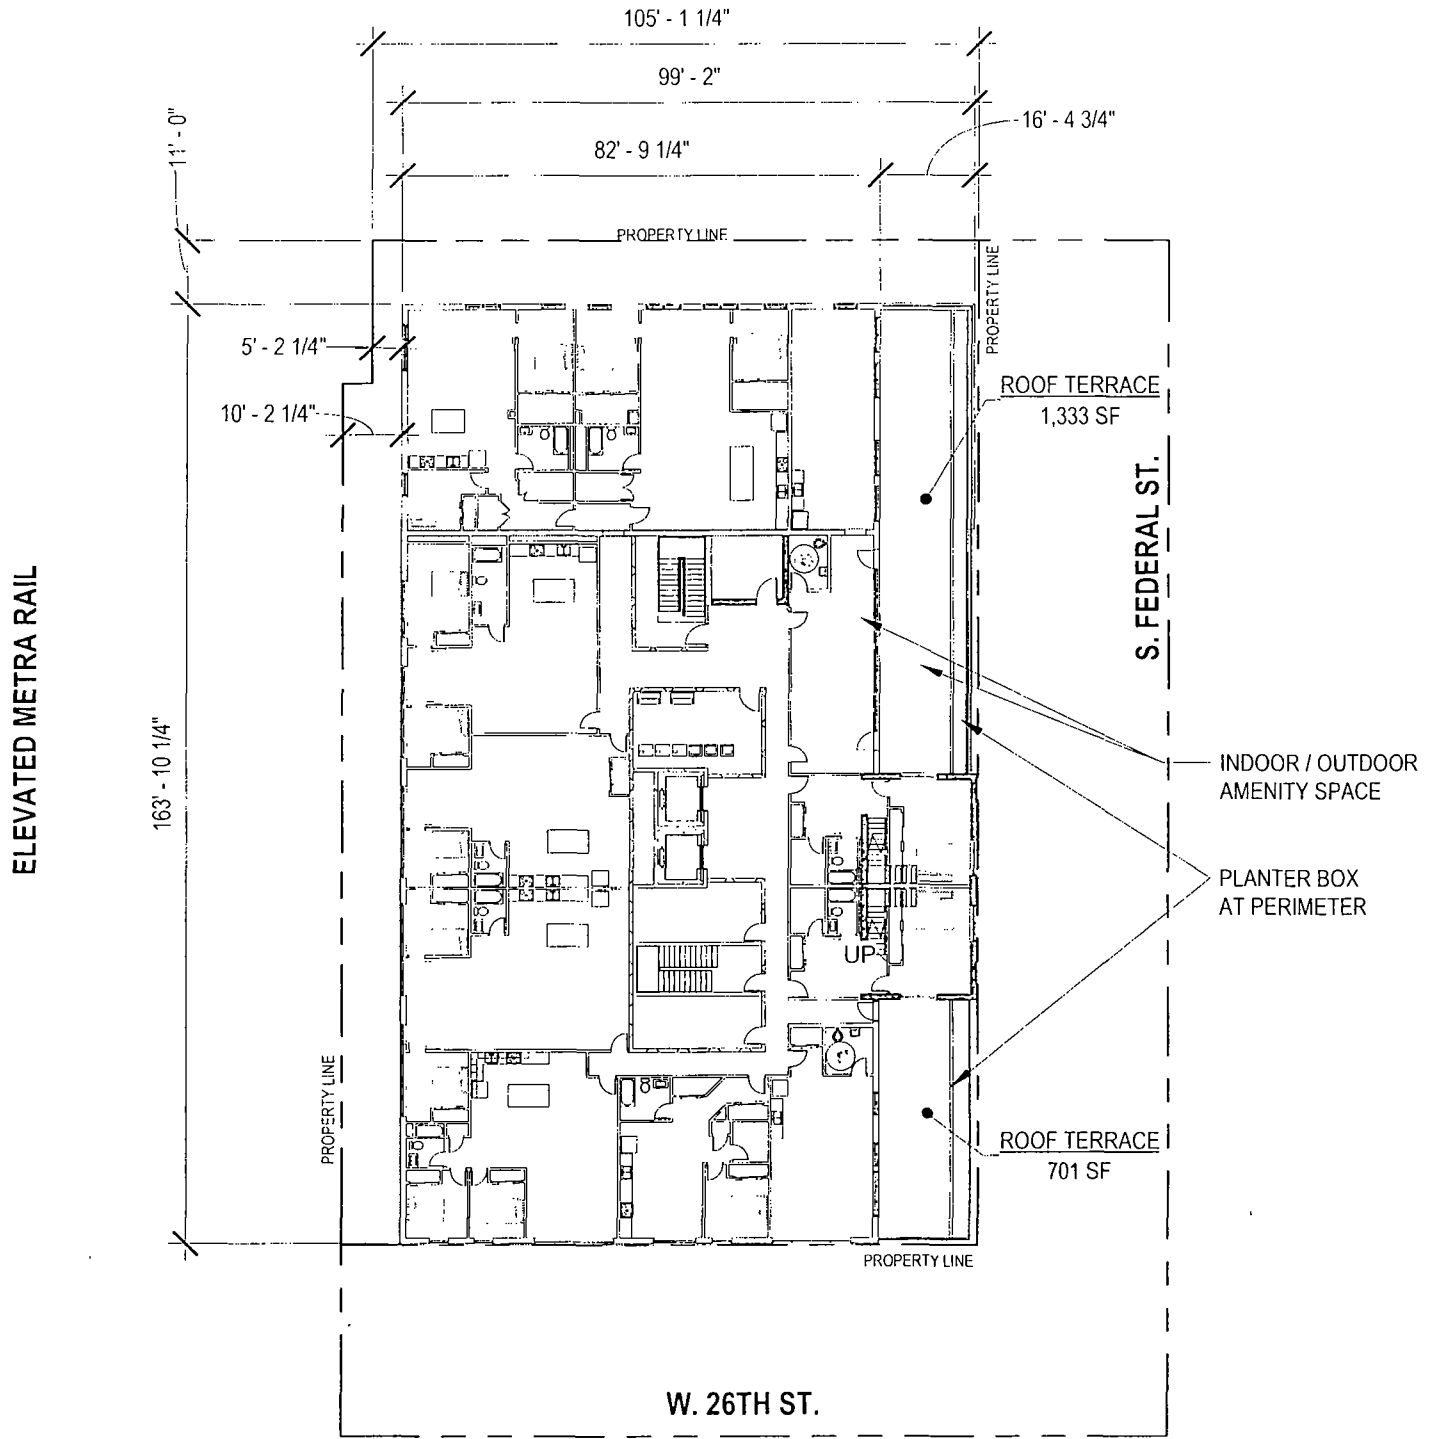 105' - 1 1/4"
99' - 2"
16' - 4 3/4"
82' - 9 1/4"
11' - 0"
PROPERTY LINE
PROPERTY LINE
5' - 2 1/4"
10' - 2 1/4"
ROOF TERRACE
1,333 SF
S. FEDERAL ST.
ELEVATED METRA RAIL
163' - 10 1/4"
INDOOR / OUTDOOR
AMENITY SPACE
PLANTER BOX
AT PERIMETER
UP
PROPERTY LINE
ROOF TERRACE
701 SF
PROPERTY LINE
W. 26TH ST.